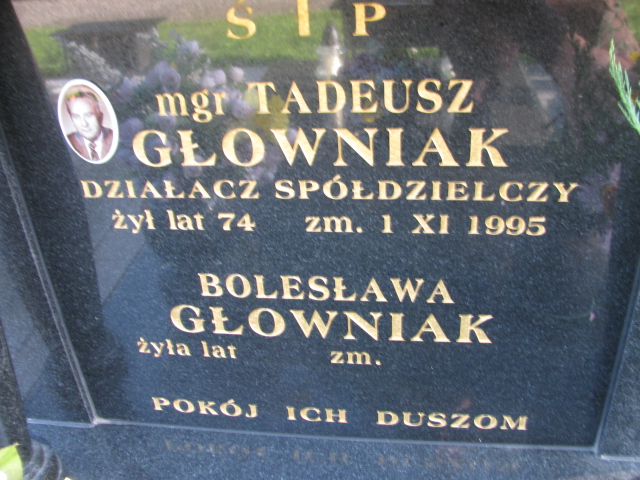 Ś I P
mgr TADEUSZ
GŁOWNIAK
DZIAŁACZ SPÓŁDZIELCZY
żył lat 74 zm. 1 XI 1995
BOLESŁAWA
GŁOWNIAK
żyła lat zm.
POKÓJ ICH DUSZOM